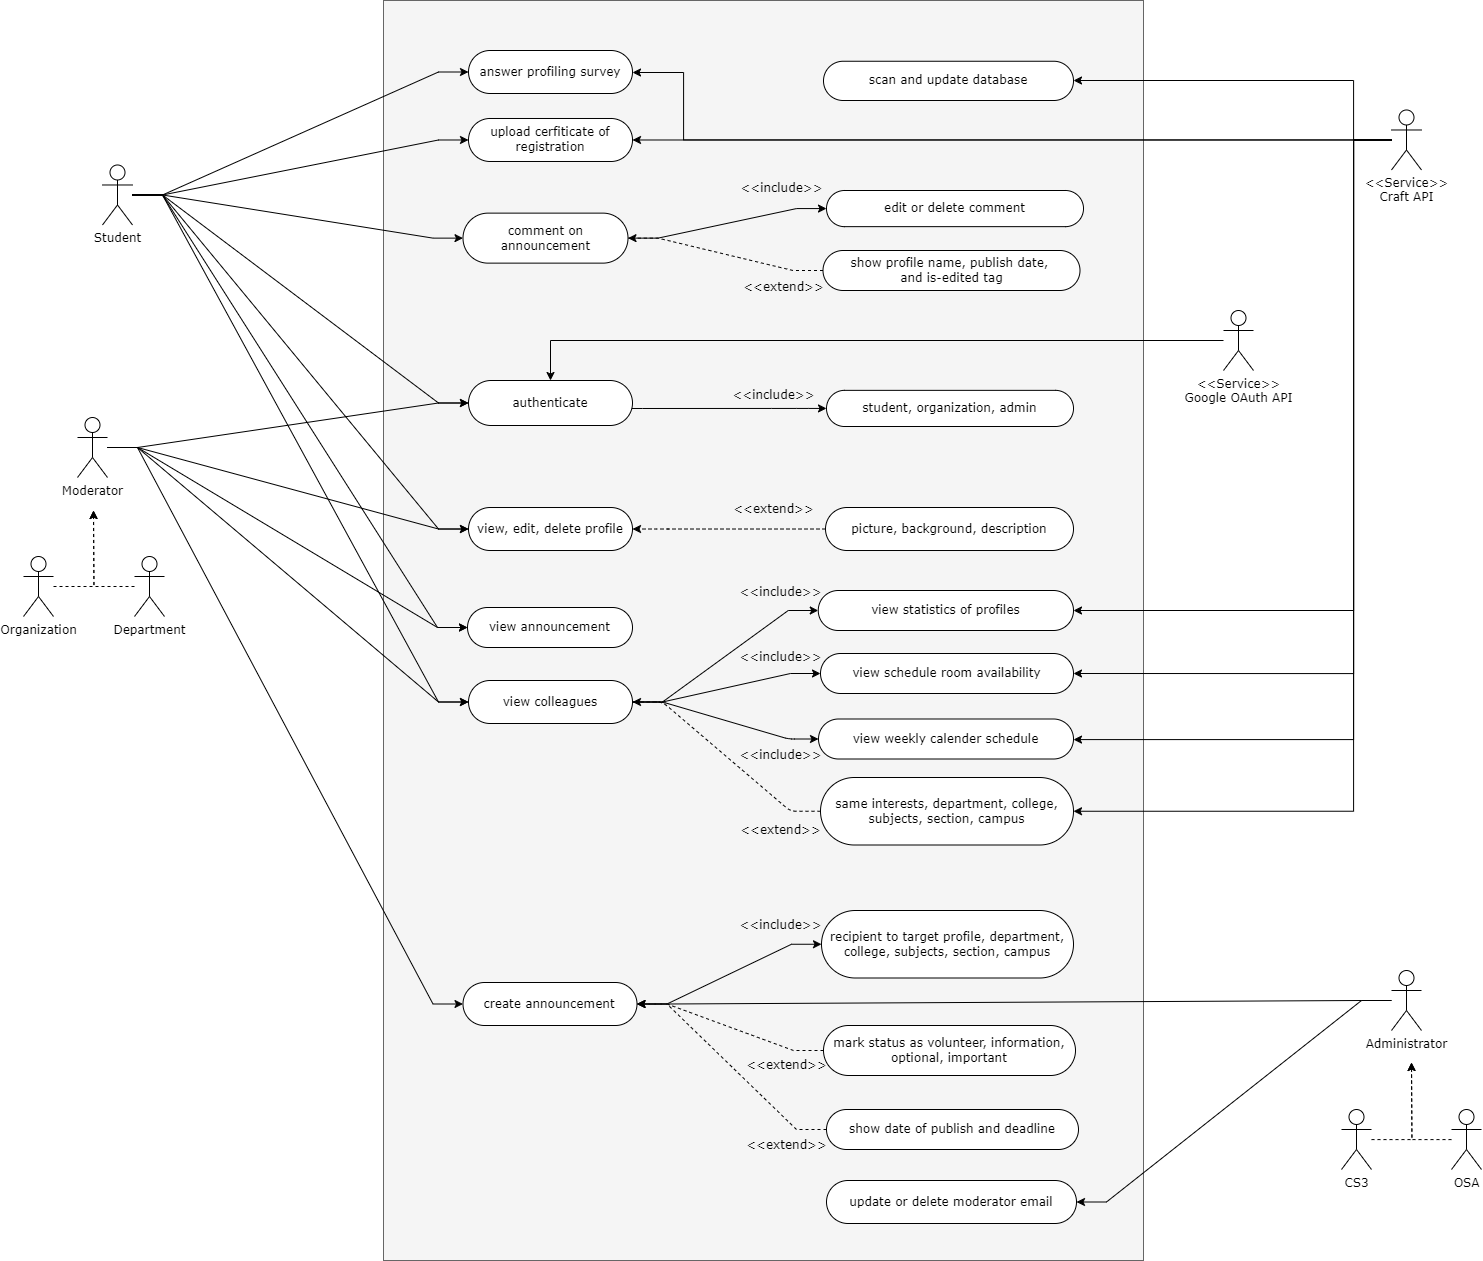 answer profiling survey
scan and update database
upload cerfiticate of
registration
<<Service>>
Craft API
Student
<<include>>
edit or delete comment
comment on
announcement
show profile name, publish date,
and is-edited tag
<<extend>>
<<Service>>
Google OAuth API
authenticate
<<include>>
student, organization, admin
Moderator
view, edit, delete profile
<<extend>>
picture, background, description
Organization
Department
view announcement
<<include>>
view statistics of profiles
<<include>>
view schedule room availability
view colleagues
view weekly calender schedule
<<include>>
same interests, department, college,
subjects, section, campus
<<extend>>
<<include>>
recipient to target profile, department,
college, subjects, section, campus
create announcement
Administrator
mark status as volunteer, information,
optional, important
<<extend>>
show date of publish and deadline
<<extend>>
CS3
OSA
update or delete moderator email